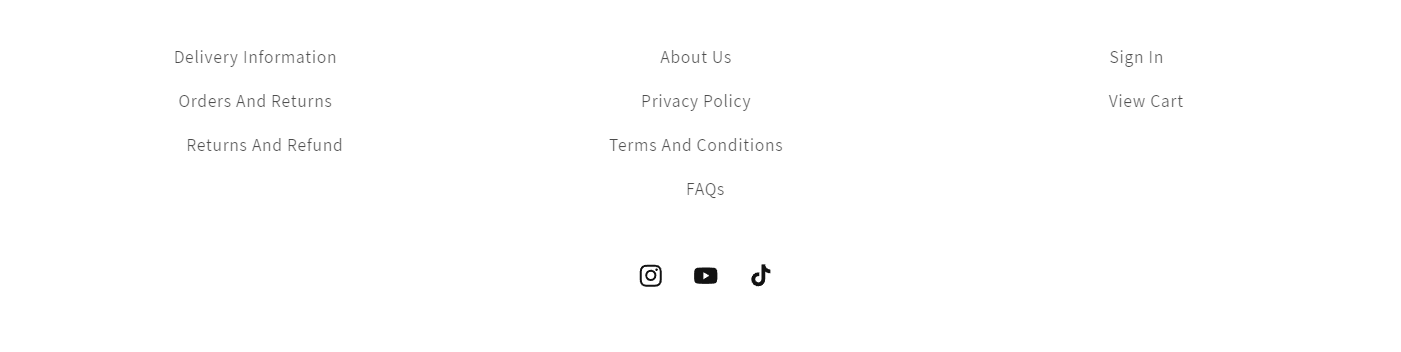 Delivery Information
Orders And Returns
Returns And Refund
About Us
Privacy Policy
Terms And Conditions
FAQs
Sign In
View Cart